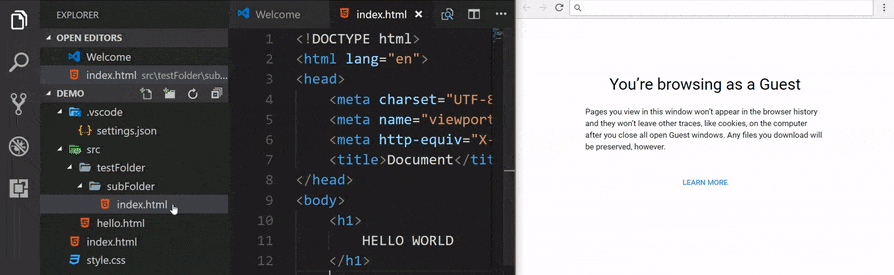 EXPLORER
OPEN EDITORS
Welcome
index.html src\testFolder\sub...
DEMO
.vscode
{..} settings.json
src
testFolder
subFolder
index.html
hello.html
index.html
style.css
Welcome
index.html
1 <!DOCTYPE html>
2 <html lang="en">
3 <head>
4 <meta charset="UTF-8
5 <meta name="viewport
6 <meta http-equiv="X-
7 <title>Document</tit
8 </head>
9 <body>
10 <h1>
11 HELLO WORLD
12 </h1>
You're browsing as a Guest
Pages you view in this window won't appear in the browser history
and they won't leave other traces, like cookies, on the computer
after you close all open Guest windows. Any files you download will
be preserved, however.
LEARN MORE